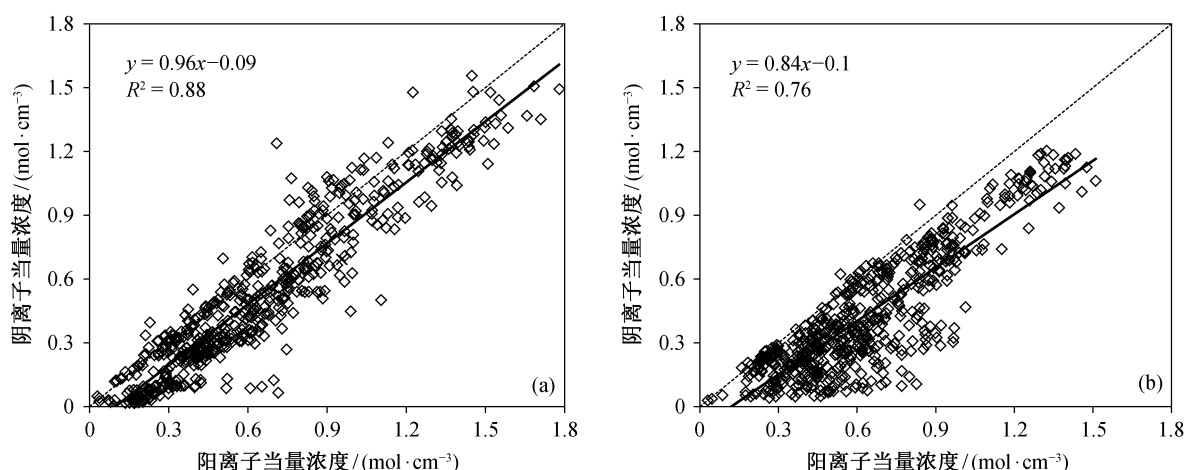 1.8
1.5
1.2
0.9
0.6
0.3
0
y = 0.96x−0.09
R² = 0.88
(a)
0 0.3 0.6 0.9 1.2 1.5 1.8
阳离子当量浓度/(mol·cm⁻³)
阴离子当量浓度/(mol·cm⁻³)
1.8
1.5
1.2
0.9
0.6
0.3
0
y = 0.84x−0.1
R² = 0.76
(b)
0 0.3 0.6 0.9 1.2 1.5 1.8
阳离子当量浓度/(mol·cm⁻³)
阴离子当量浓度/(mol·cm⁻³)